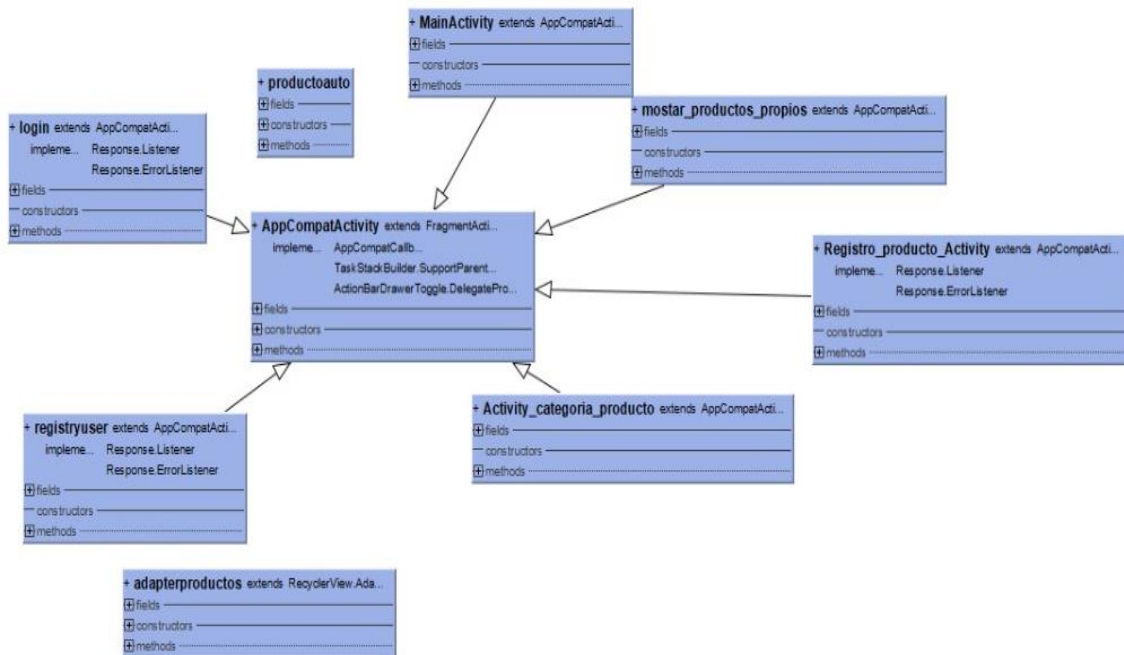 + MainActivity extends AppCompatActi...
fields
constructors
methods
+ productoauto
fields
constructors
methods
+ mostar_productos_propios extends AppCompatActi...
fields
constructors
methods
+ login extends AppCompatActi...
impleme... Response.Listener
Response.ErrorListener
fields
constructors
methods
+ AppCompatActivity extends FragmentActi...
impleme... AppCompatCallb...
TaskStackBuilder.SupportParent...
ActionBarDrawerToggle.DelegatePro...
fields
constructors
methods
+ Registro_producto_Activity extends AppCompatActi...
impleme... Response.Listener
Response.ErrorListener
fields
constructors
methods
+ registryuser extends AppCompatActi...
impleme... Response.Listener
Response.ErrorListener
fields
constructors
methods
+ Activity_categoria_producto extends AppCompatActi...
fields
constructors
methods
+ adapterproductos extends RecyclerView.Ada...
fields
constructors
methods